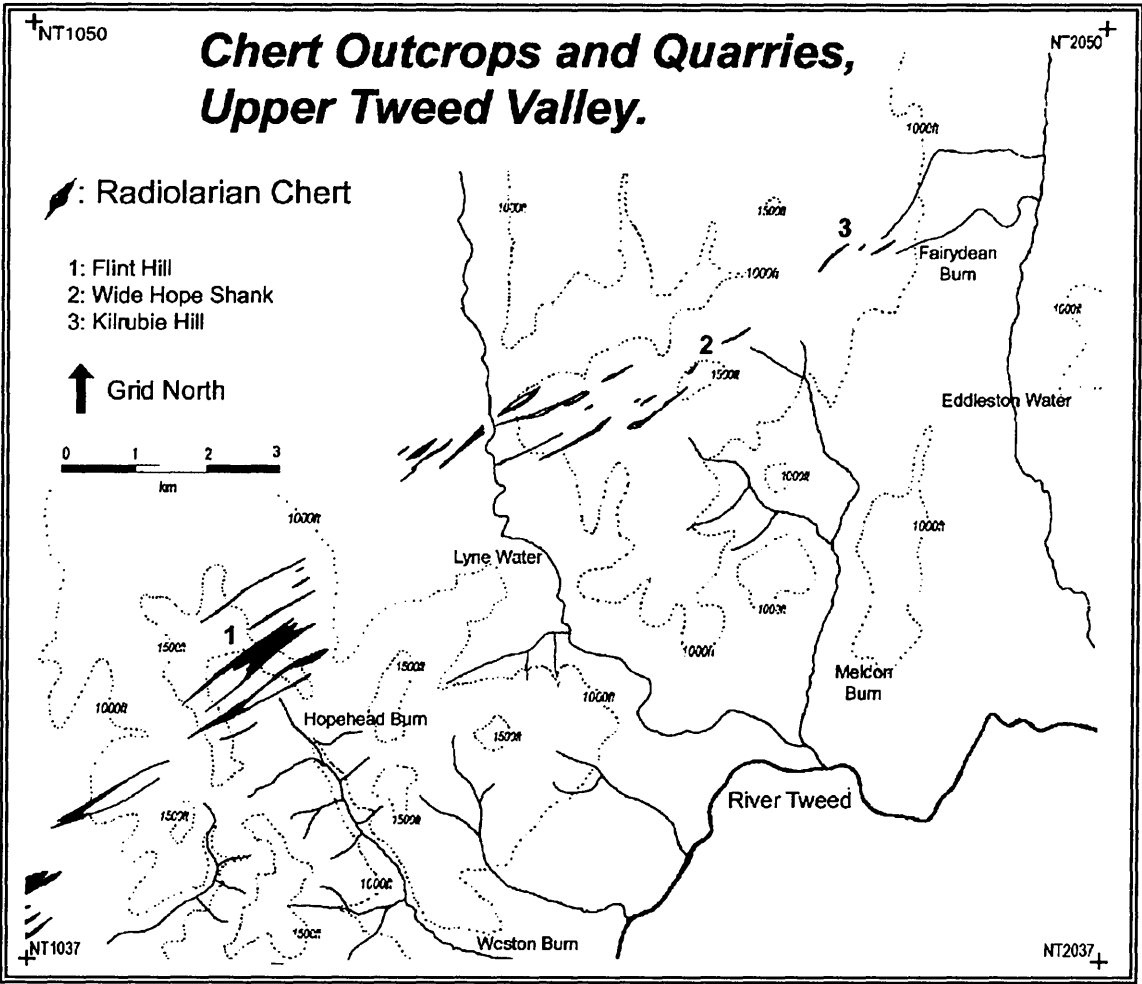 NT1050
N-2050
Chert Outcrops and Quarries,
Upper Tweed Valley.
: Radiolarian Chert
1: Flint Hill
2: Wide Hope Shank
3: Kilrubie Hill
Grid North
0 1 2 3
km
1000ft
1000ft
1500ft
3
Fairydean
Burn
1000ft
1000ft
2
1500ft
Eddleston Water
1000ft
1000ft
1000ft
Lyne Water
1000ft
1
1500ft
1500ft
1000ft
Meldon
Burn
1000ft
1000ft
Hopehead Burn
1500ft
River Tweed
1500ft
1500ft
1000ft
1500ft
Weston Burn
NT1037
NT2037